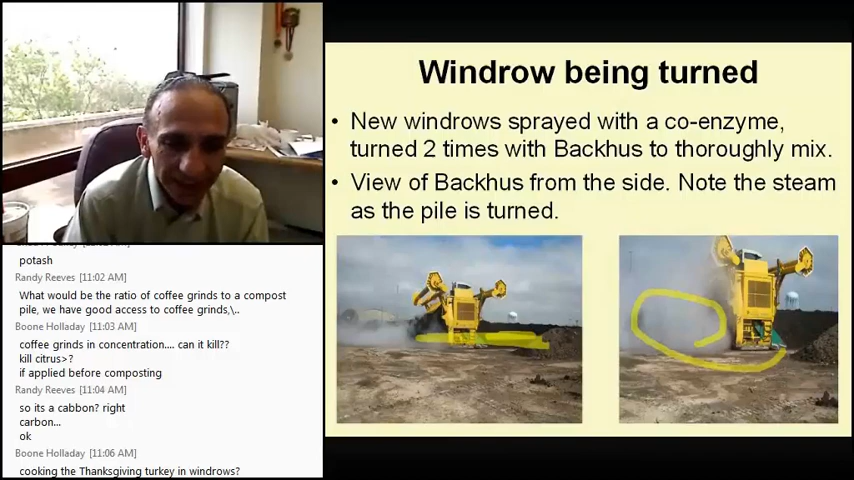 Windrow being turned
• New windrows sprayed with a co-enzyme,
turned 2 times with Backhus to thoroughly mix.
• View of Backhus from the side. Note the steam
as the pile is turned.
potash
Randy Reeves [11:02 AM]
What would be the ratio of coffee grinds to a compost
pile, we have good access to coffee grinds,\..
Boone Holladay [11:03 AM]
coffee grinds in concentration.... can it kill??
kill citrus>?
if applied before composting
Randy Reeves [11:04 AM]
so its a cabbon? right
carbon...
ok
Boone Holladay [11:06 AM]
cooking the Thanksgiving turkey in windrows?